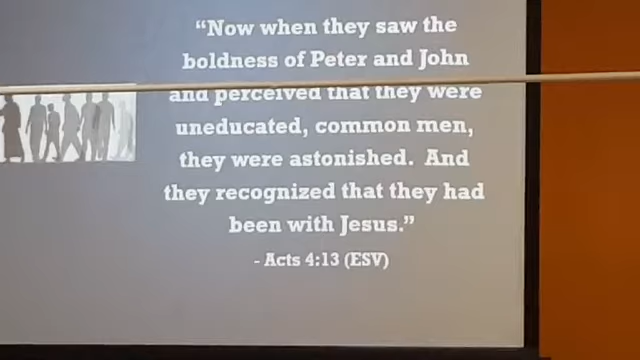 “Now when they saw the
boldness of Peter and John
and perceived that they were
uneducated, common men,
they were astonished. And
they recognized that they had
been with Jesus.”
- Acts 4:13 (ESV)